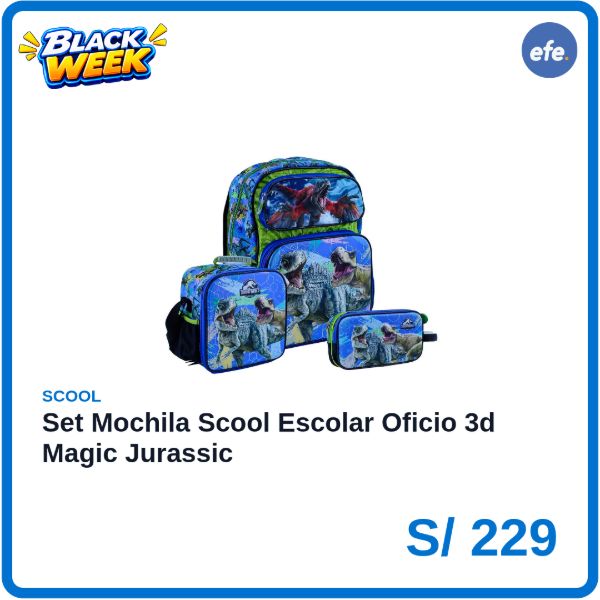 BLACK
WEEK
efe.
SCOOL
Set Mochila Scool Escolar Oficio 3d
Magic Jurassic
S/ 229